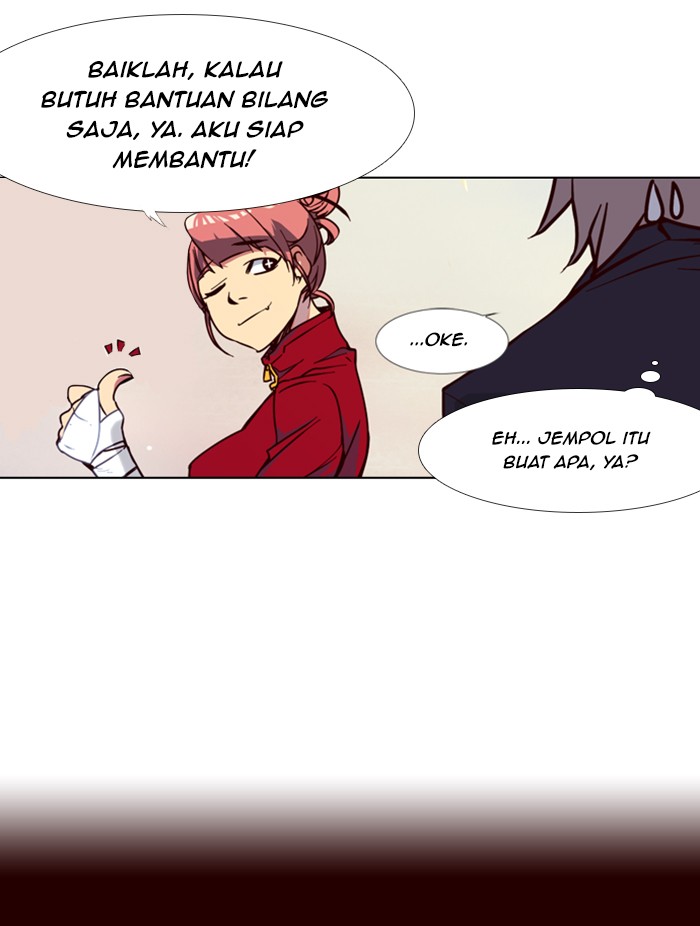 BAIKLAH, KALAU
BUTUH BANTUAN BILANG
SAJA, YA. AKU SIAP
MEMBANTU!
...OKE.
EH... JEMPOL ITU
BUAT APA, YA?